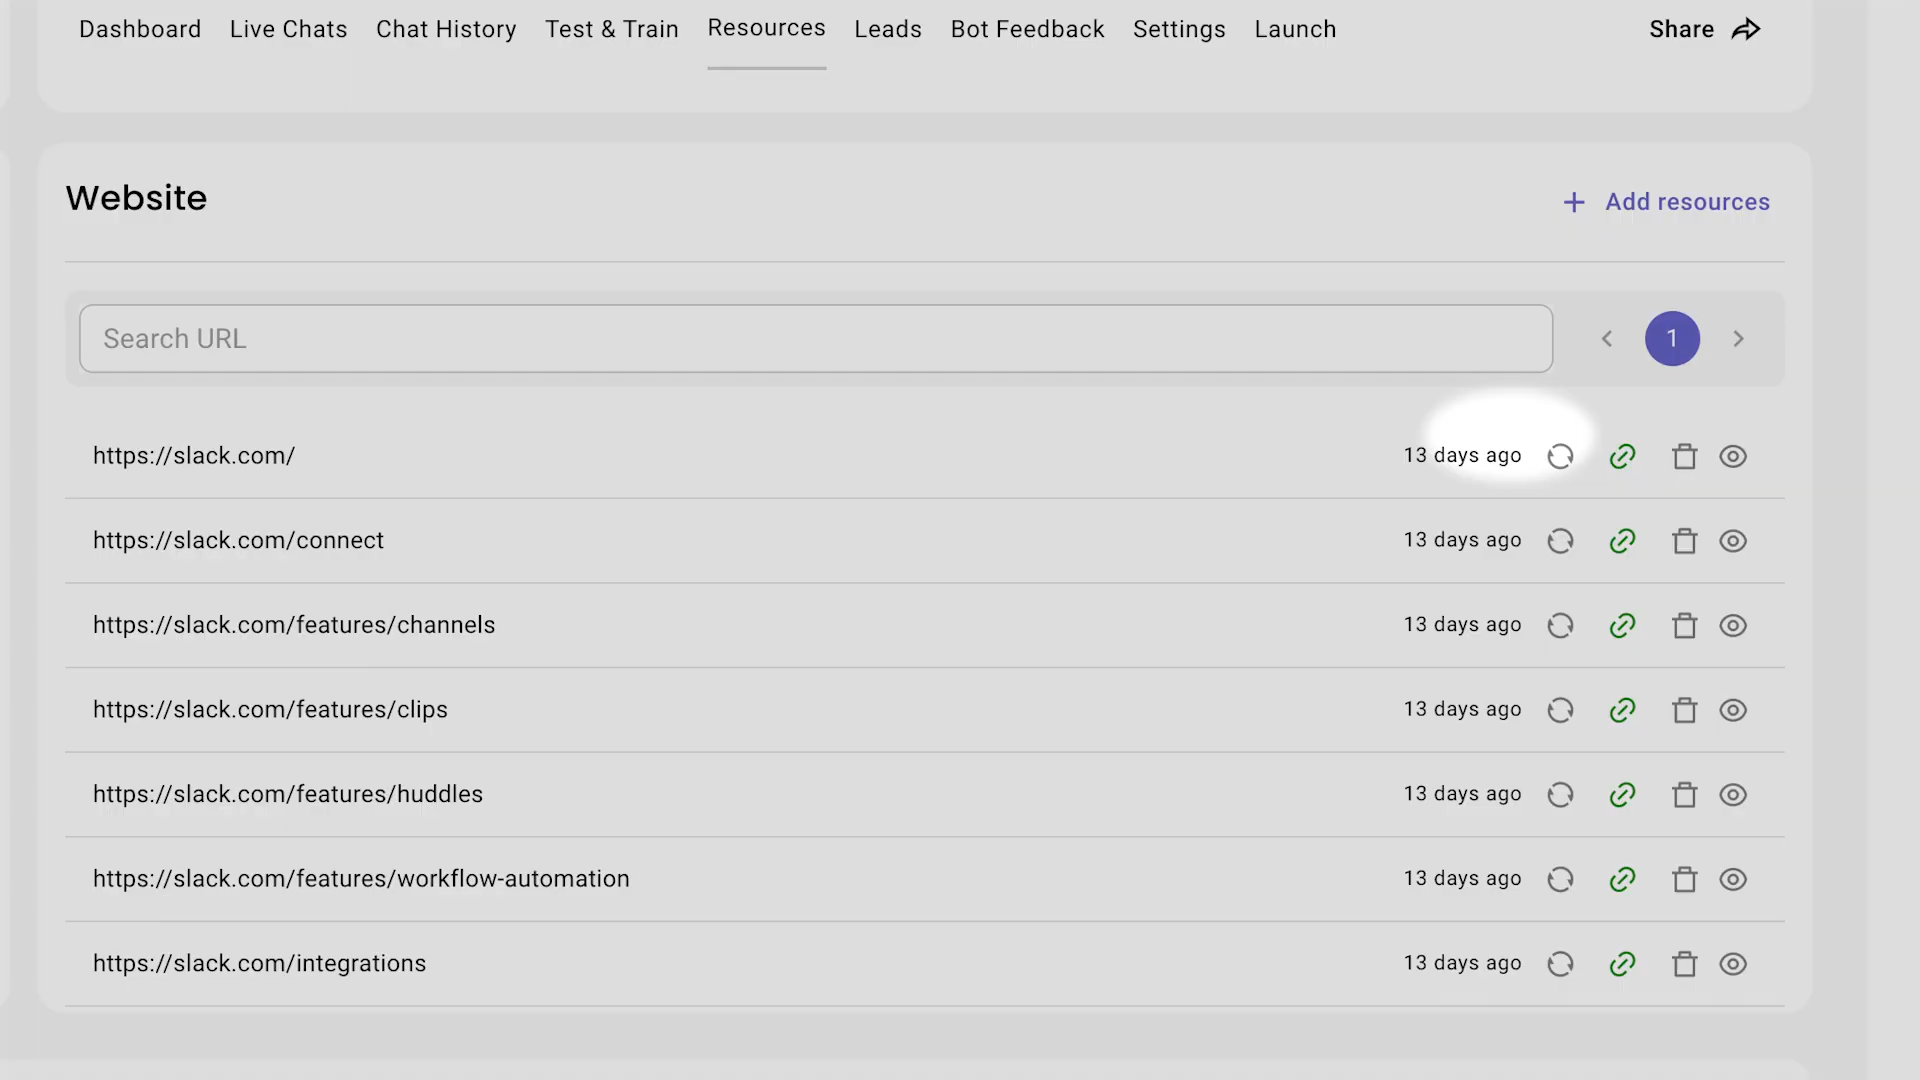 Dashboard Live Chats Chat History Test & Train Resources Leads Bot Feedback Settings Launch Share
Website
+ Add resources
Search URL
< 1 >
https://slack.com/ 13 days ago
https://slack.com/connect 13 days ago
https://slack.com/features/channels 13 days ago
https://slack.com/features/clips 13 days ago
https://slack.com/features/huddles 13 days ago
https://slack.com/features/workflow-automation 13 days ago
https://slack.com/integrations 13 days ago